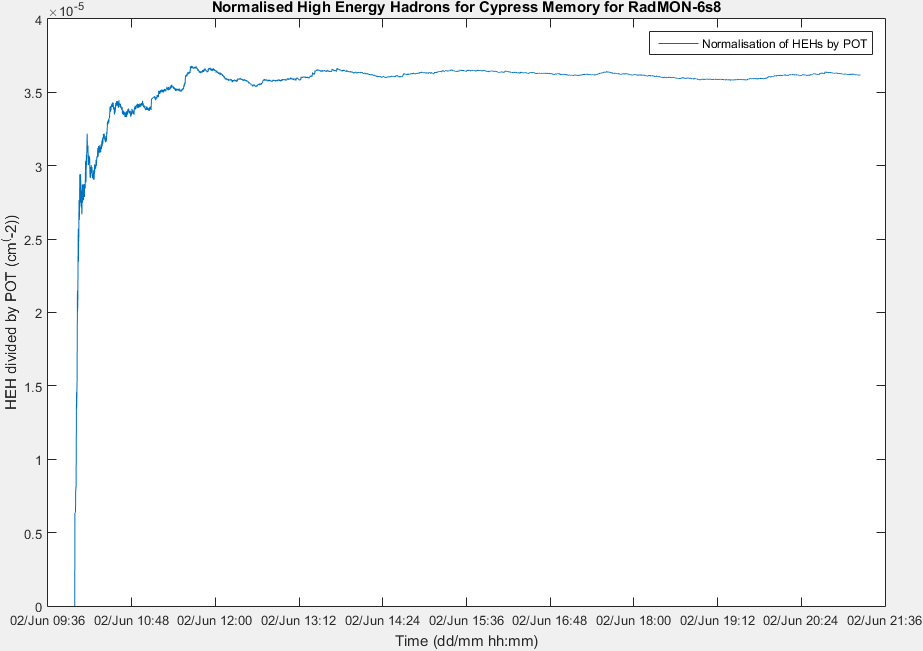 Normalised High Energy Hadrons for Cypress Memory for RadMON-6s8
×10-5
Normalisation of HEHs by POT
4
3.5
3
2.5
2
1.5
1
0.5
0
HEH divided by POT (cm(-2))
02/Jun 09:36 02/Jun 10:48 02/Jun 12:00 02/Jun 13:12 02/Jun 14:24 02/Jun 15:36 02/Jun 16:48 02/Jun 18:00 02/Jun 19:12 02/Jun 20:24 02/Jun 21:36
Time (dd/mm hh:mm)